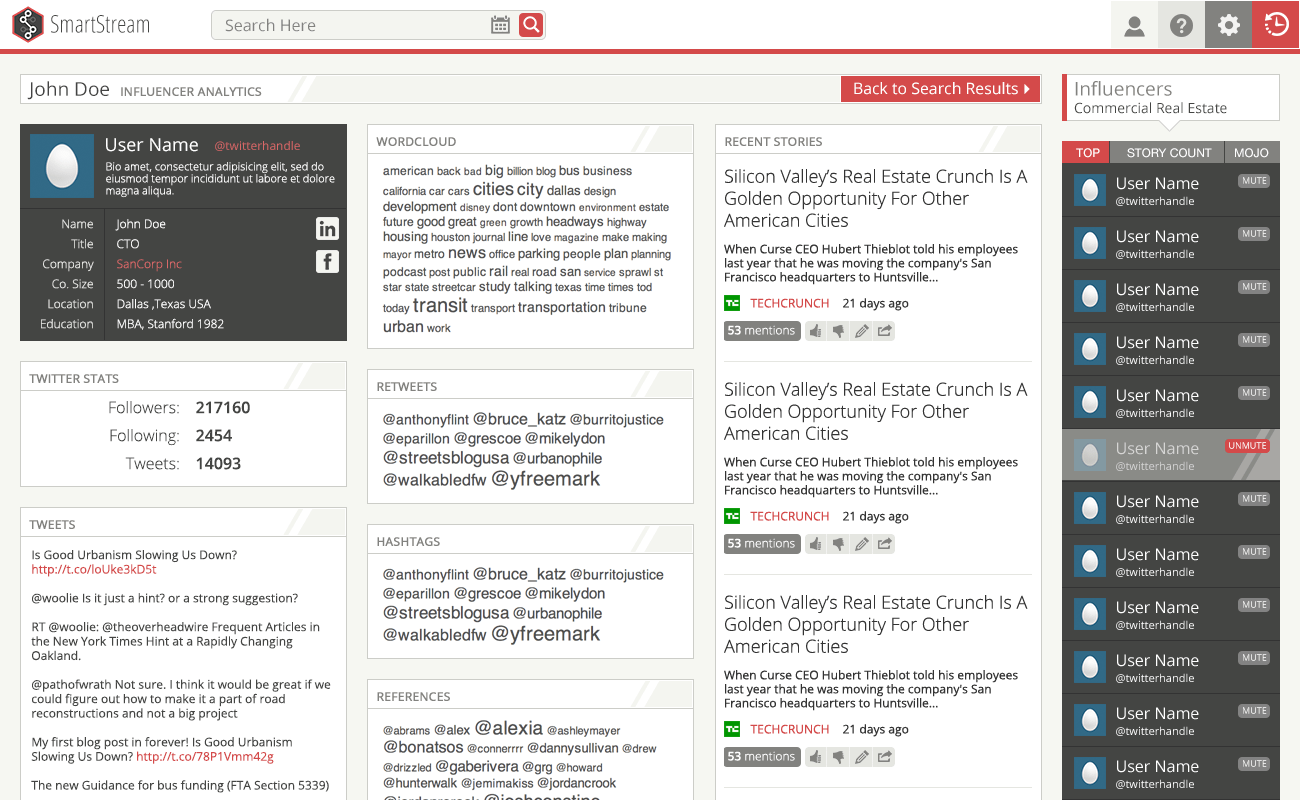 SmartStream
Search Here
John Doe INFLUENCER ANALYTICS
Back to Search Results
User Name @twitterhandle
Bio amet, consectetur adipisicing elit, sed do
eiusmod tempor incididunt ut labore et dolore
magna aliqua.
Name John Doe
Title CTO
Company SanCorp Inc
Co. Size 500 - 1000
Location Dallas ,Texas USA
Education MBA, Stanford 1982
in
f
TWITTER STATS
Followers: 217160
Following: 2454
Tweets: 14093
TWEETS
Is Good Urbanism Slowing Us Down?
http://t.co/loUke3kD5t
@woolie Is it just a hint? or a strong suggestion?
RT @woolie: @theoverheadwire Frequent Articles in
the New York Times Hint at a Rapidly Changing
Oakland.
@pathofwrath Not sure. I think it would be great if we
could figure out how to make it a part of road
reconstructions and not a big project
My first blog post in forever! Is Good Urbanism
Slowing Us Down? http://t.co/78P1Vmm42g
The new Guidance for bus funding (FTA Section 5339)
WORDCLOUD
american back bad big billion blog bus business
california car cars cities city dallas design
development disney dont downtown environment estate
future good great green growth headways highway
housing houston journal line love magazine make making
mayor metro news office parking people plan planning
podcast post public rail real road san service sprawl st
star state streetcar study talking texas time times tod
today transit transport transportation tribune
urban work
RETWEETS
@anthonyflint @bruce_katz @burritojustice
@eparillon @grescoe @mikelydon
@streetsblogusa @urbanophile
@walkabledfw @yfreemark
HASHTAGS
@anthonyflint @bruce_katz @burritojustice
@eparillon @grescoe @mikelydon
@streetsblogusa @urbanophile
@walkabledfw @yfreemark
REFERENCES
@abrams @alex @alexia @ashleymayer
@bonatsos @connerrrr @dannysullivan @drew
@drizzled @gaberivera @grg @howard
@hunterwalk @jemimakiss @jordancrook
RECENT STORIES
Silicon Valley’s Real Estate Crunch Is A
Golden Opportunity For Other
American Cities
When Curse CEO Hubert Thieblot told his employees
last year that he was moving the company's San
Francisco headquarters to Huntsville...
TC TECHCRUNCH 21 days ago
53 mentions
Silicon Valley’s Real Estate Crunch Is A
Golden Opportunity For Other
American Cities
When Curse CEO Hubert Thieblot told his employees
last year that he was moving the company's San
Francisco headquarters to Huntsville...
TC TECHCRUNCH 21 days ago
53 mentions
Silicon Valley’s Real Estate Crunch Is A
Golden Opportunity For Other
American Cities
When Curse CEO Hubert Thieblot told his employees
last year that he was moving the company's San
Francisco headquarters to Huntsville...
TC TECHCRUNCH 21 days ago
53 mentions
Influencers
Commercial Real Estate
TOP STORY COUNT MOJO
User Name MUTE
@twitterhandle
User Name MUTE
@twitterhandle
User Name MUTE
@twitterhandle
User Name MUTE
@twitterhandle
User Name MUTE
@twitterhandle
User Name UNMUTE
@twitterhandle
User Name MUTE
@twitterhandle
User Name MUTE
@twitterhandle
User Name MUTE
@twitterhandle
User Name MUTE
@twitterhandle
User Name MUTE
@twitterhandle
User Name MUTE
@twitterhandle